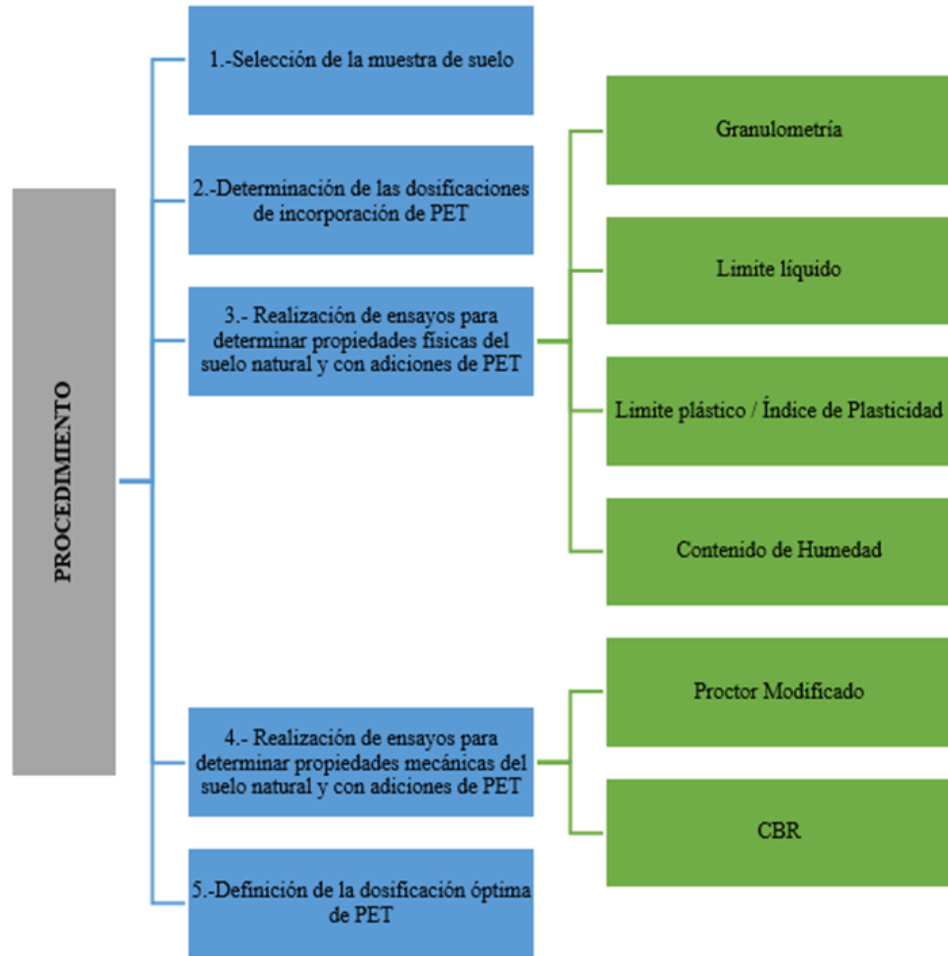 PROCEDIMIENTO
1.-Selección de la muestra de suelo
2.-Determinación de las dosificaciones
de incorporación de PET
3.- Realización de ensayos para
determinar propiedades físicas del
suelo natural y con adiciones de PET
Granulometría
Limite líquido
Limite plástico / Índice de Plasticidad
Contenido de Humedad
4.- Realización de ensayos para
determinar propiedades mecánicas del
suelo natural y con adiciones de PET
Proctor Modificado
CBR
5.-Definición de la dosificación óptima
de PET